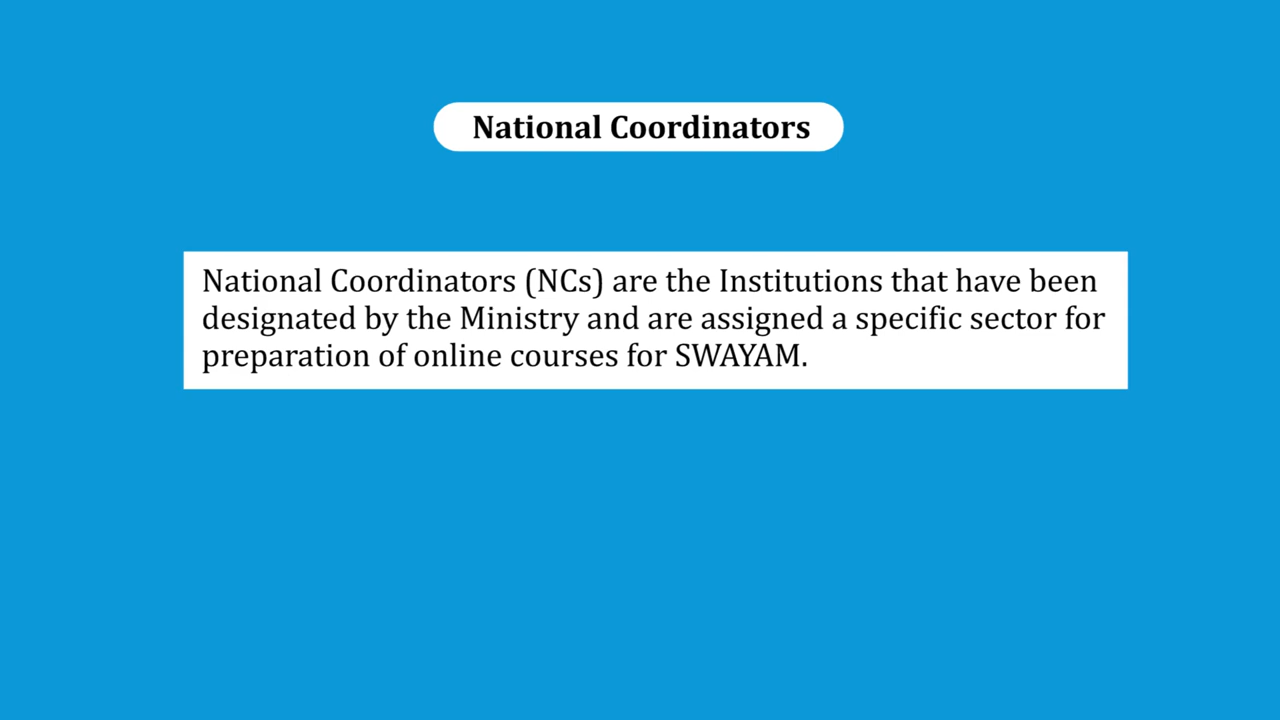 National Coordinators
National Coordinators (NCs) are the Institutions that have been
designated by the Ministry and are assigned a specific sector for
preparation of online courses for SWAYAM.